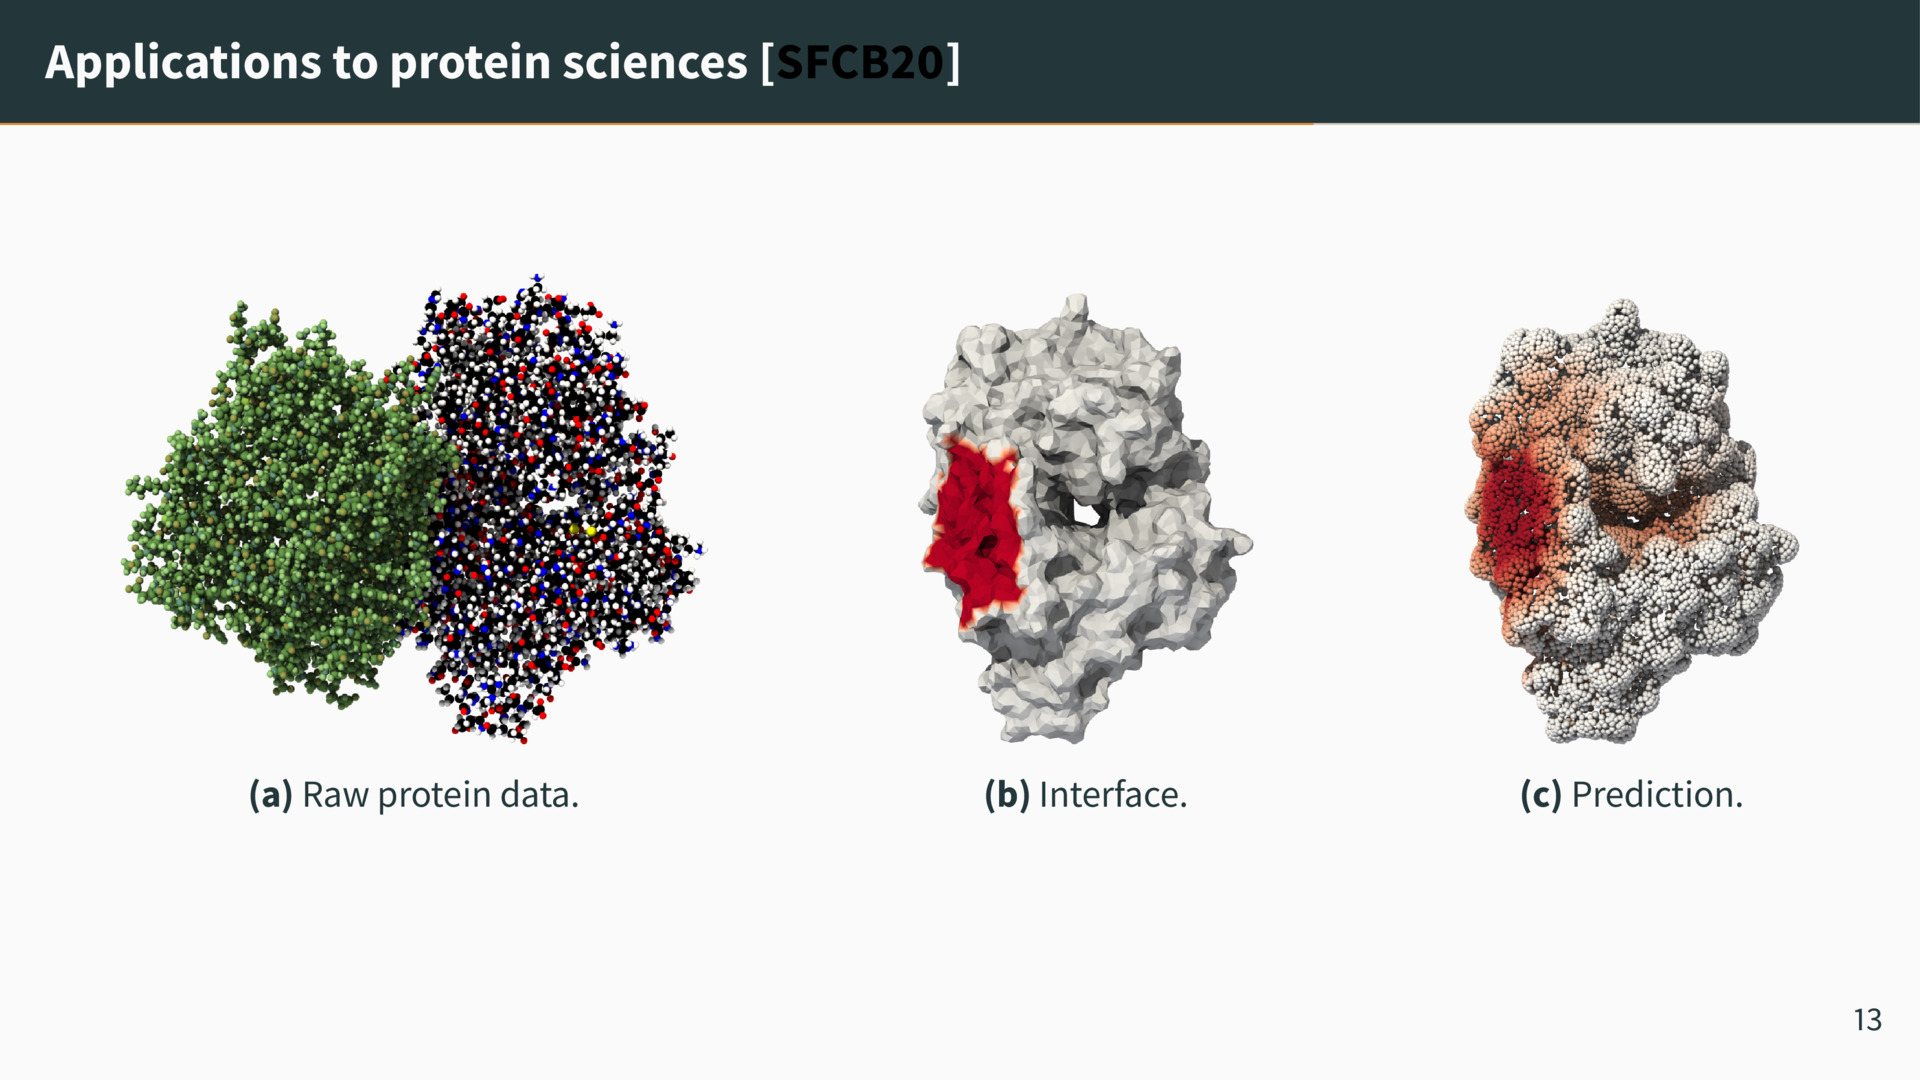 Applications to protein sciences [SFCB20]
(a) Raw protein data.
(b) Interface.
(c) Prediction.
13